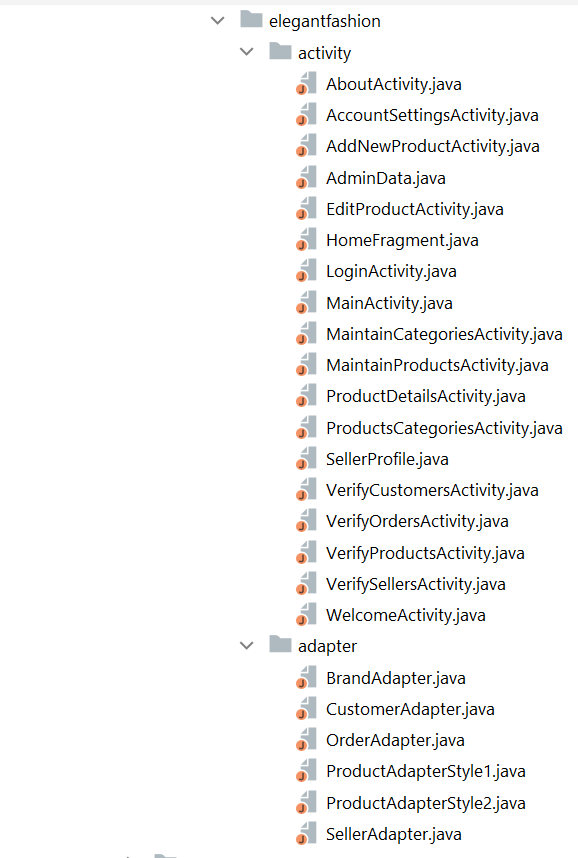 elegantfashion
activity
AboutActivity.java
AccountSettingsActivity.java
AddNewProductActivity.java
AdminData.java
EditProductActivity.java
HomeFragment.java
LoginActivity.java
MainActivity.java
MaintainCategoriesActivity.java
MaintainProductsActivity.java
ProductDetailsActivity.java
ProductsCategoriesActivity.java
SellerProfile.java
VerifyCustomersActivity.java
VerifyOrdersActivity.java
VerifyProductsActivity.java
VerifySellersActivity.java
WelcomeActivity.java
adapter
BrandAdapter.java
CustomerAdapter.java
OrderAdapter.java
ProductAdapterStyle1.java
ProductAdapterStyle2.java
SellerAdapter.java